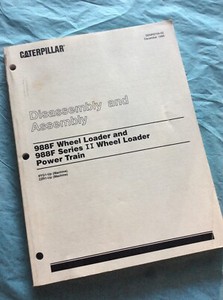 CATERPILLAR
Disassembly and
Assembly
988F Wheel Loader and
988F Series II Wheel Loader
Power Train